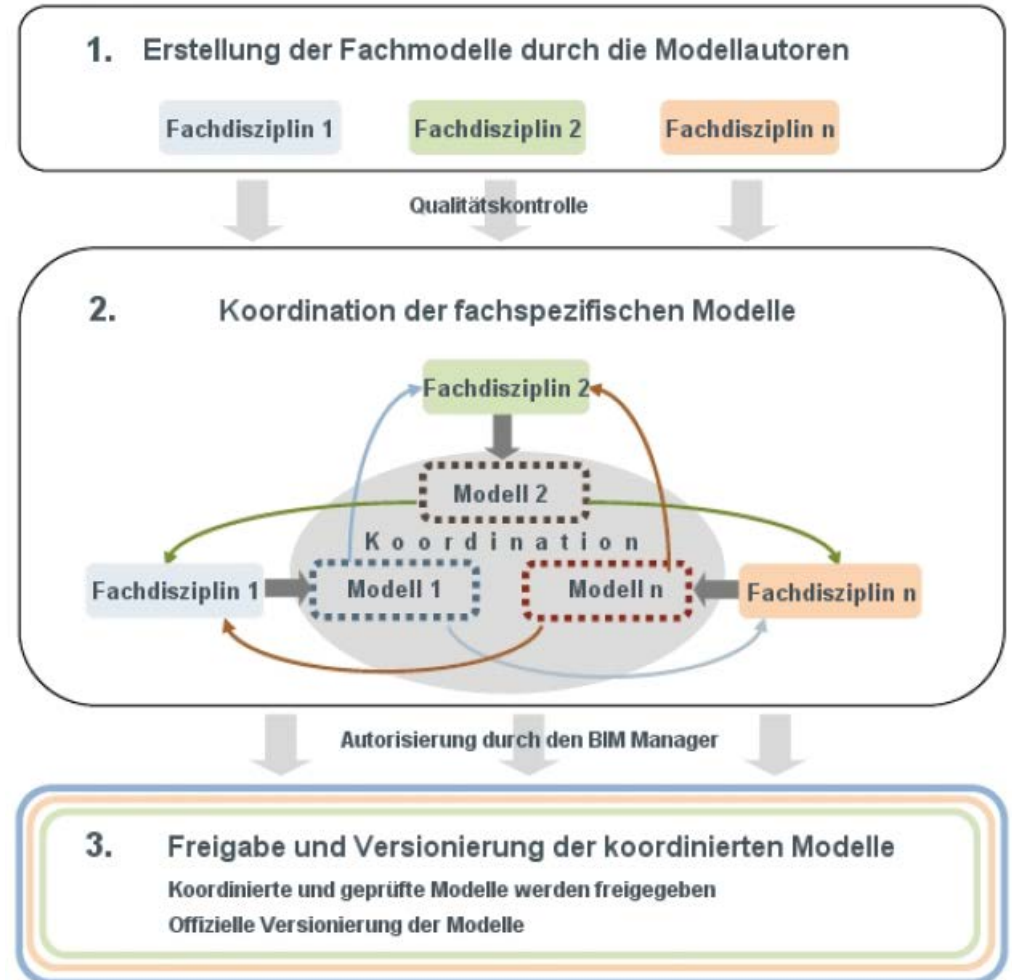 1. Erstellung der Fachmodelle durch die Modellautoren
Fachdisziplin 1 Fachdisziplin 2 Fachdisziplin n
Qualitätskontrolle
2. Koordination der fachspezifischen Modelle
Fachdisziplin 2
Modell 2
Koordination
Fachdisziplin 1 Modell 1 Modell n Fachdisziplin n
Autorisierung durch den BIM Manager
3. Freigabe und Versionierung der koordinierten Modelle
Koordinierte und geprüfte Modelle werden freigegeben
Offizielle Versionierung der Modelle